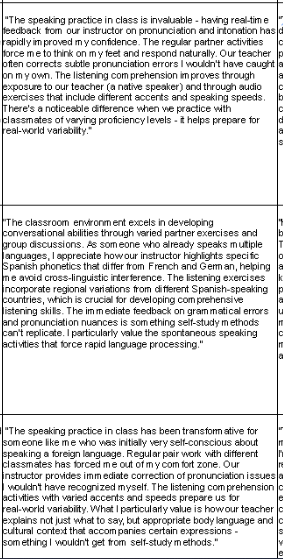 "The speaking practice in class is invaluable - having real-time
feedback from our instructor on pronunciation and intonation has
rapidly improved my confidence. The regular partner activities
force me to think on my feet and respond naturally. Our teacher
often corrects subtle pronunciation errors I wouldn't have caught
on my own. The listening comprehension improves through
exposure to our teacher (a native speaker) and through audio
exercises that include different accents and speaking speeds.
There's a noticeable difference when we practice with
classmates of varying proficiency levels - it helps prepare for
real-world variability."
"The classroom environment excels in developing
conversational abilities through varied partner exercises and
group discussions. As someone who already speaks multiple
languages, I appreciate how our instructor highlights specific
Spanish phonetics that differ from French and German, helping
me avoid cross-linguistic interference. The listening exercises
incorporate regional variations from different Spanish-speaking
countries, which is crucial for developing comprehensive
listening skills. The immediate feedback on grammatical errors
and pronunciation nuances is something self-study methods
can't replicate. I particularly value the spontaneous speaking
activities that force rapid language processing."
"The speaking practice in class has been transformative for
someone like me who was initially very self-conscious about
speaking a foreign language. Regular pair work with different
classmates has forced me out of my comfort zone. Our
instructor provides immediate correction of pronunciation issues
I wouldn't have recognized myself. The listening comprehension
activities with varied accents and speeds prepare us for
real-world variability. What I particularly value is how our teacher
explains not just what to say, but appropriate body language and
cultural context that accompanies certain expressions -
something I wouldn't get from self-study methods."